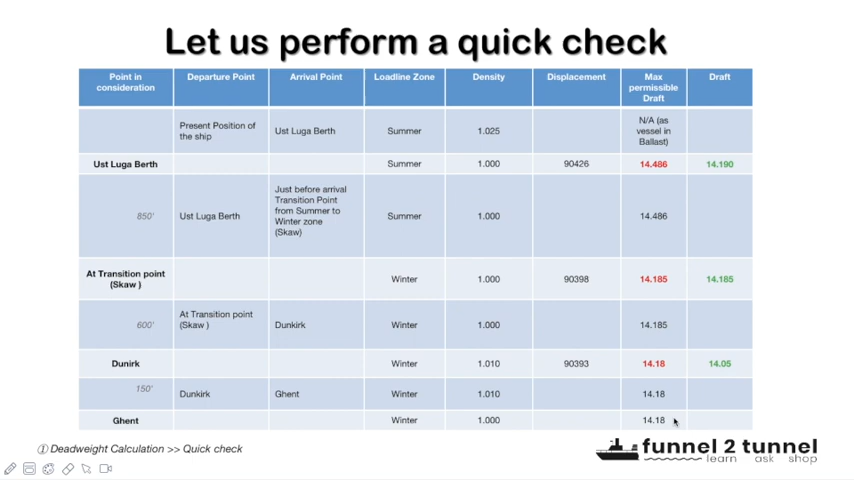 Let us perform a quick check
Point in consideration Departure Point Arrival Point Loadline Zone Density Displacement Max permissible Draft Draft
Present Position of the ship Ust Luga Berth Summer 1.025 N/A (as vessel in Ballast)
Ust Luga Berth Summer 1.000 90426 14.486 14.190
850' Ust Luga Berth Just before arrival Transition Point from Summer to Winter zone (Skaw) Summer 1.000 14.486
At Transition point (Skaw ) Winter 1.000 90398 14.185 14.185
600' At Transition point (Skaw ) Dunkirk Winter 1.000 14.185
Dunirk Winter 1.010 90393 14.18 14.05
150' Dunkirk Ghent Winter 1.010 14.18
Ghent Winter 1.000 14.18
① Deadweight Calculation >> Quick check
funnel 2 tunnel
learn ask shop